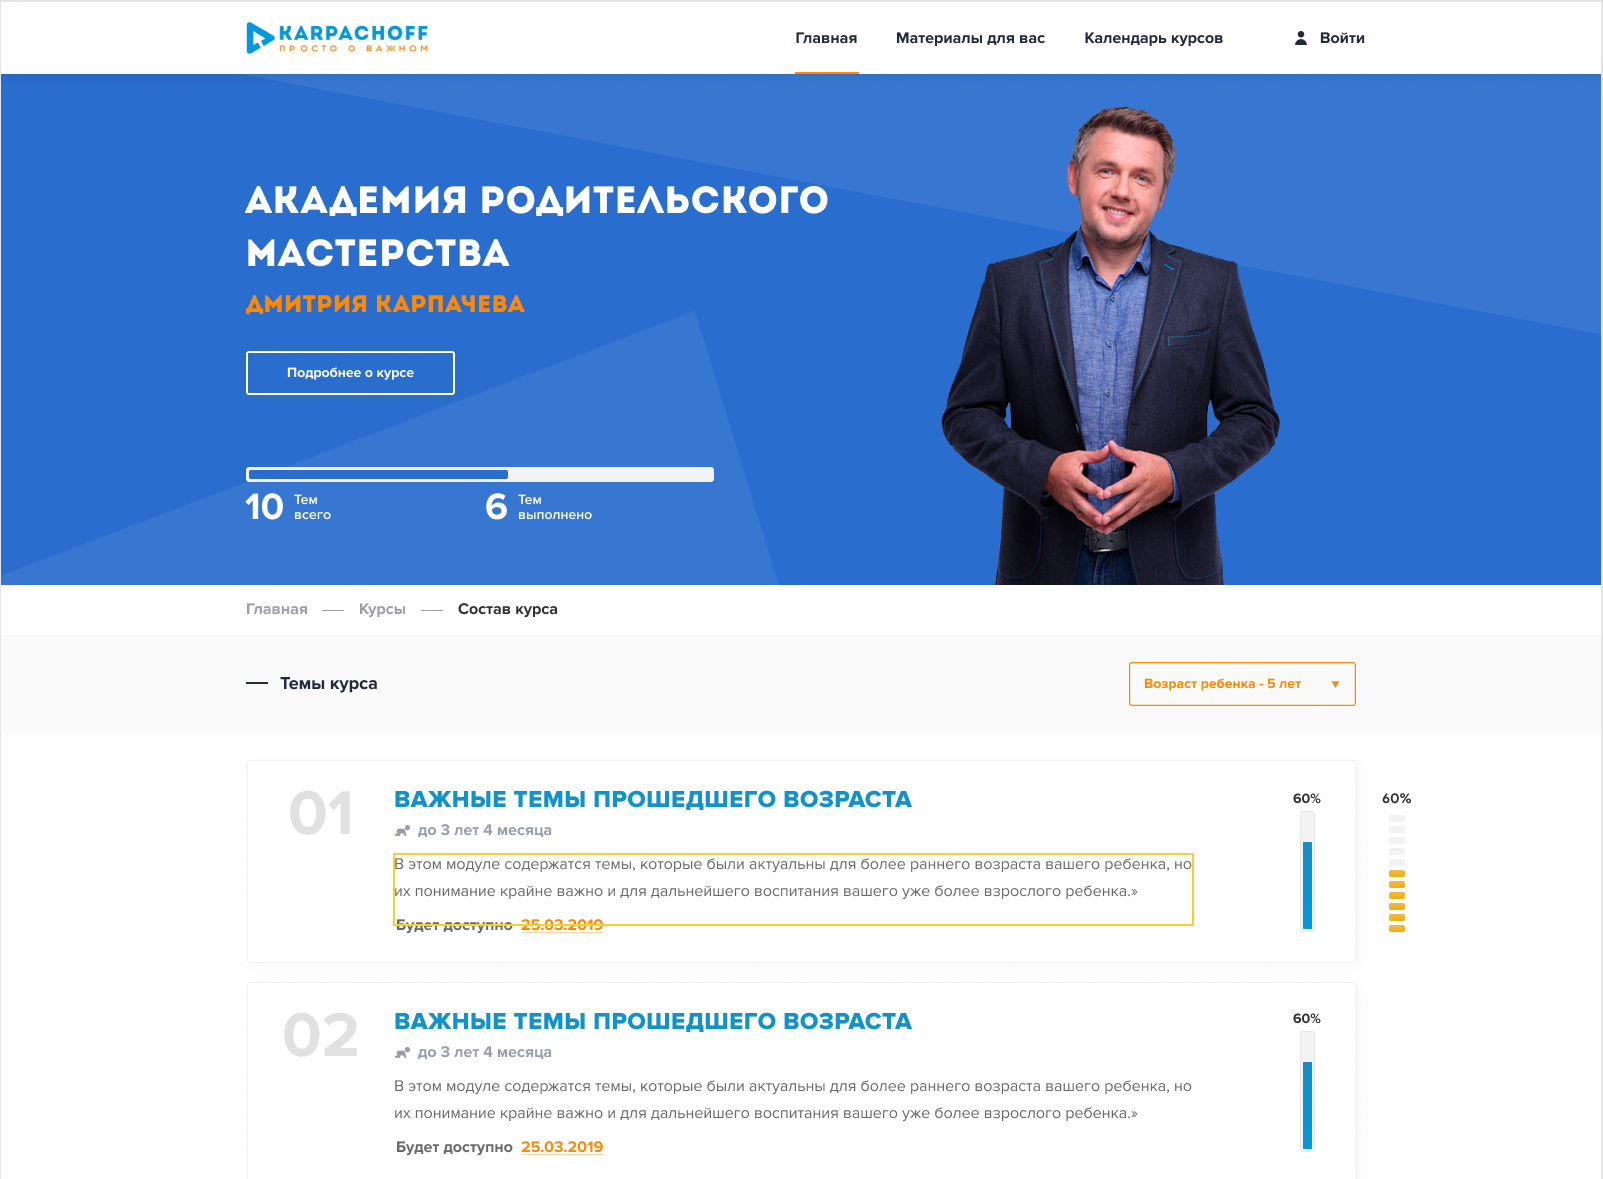 KARPACHOFF
ПРОСТО О ВАЖНОМ
Главная
Материалы для вас
Календарь курсов
Войти
АКАДЕМИЯ РОДИТЕЛЬСКОГО
МАСТЕРСТВА
ДМИТРИЯ КАРПАЧЕВА
Подробнее о курсе
10 Тем
всего
6 Тем
выполнено
Главная — Курсы — Состав курса
— Темы курса
Возраст ребенка - 5 лет ▼
01
ВАЖНЫЕ ТЕМЫ ПРОШЕДШЕГО ВОЗРАСТА
60%
60%
до 3 лет 4 месяца
В этом модуле содержатся темы, которые были актуальны для более раннего возраста вашего ребенка, но
их понимание крайне важно и для дальнейшего воспитания вашего уже более взрослого ребенка.»
Будет доступно 25.03.2019
02
ВАЖНЫЕ ТЕМЫ ПРОШЕДШЕГО ВОЗРАСТА
60%
до 3 лет 4 месяца
В этом модуле содержатся темы, которые были актуальны для более раннего возраста вашего ребенка, но
их понимание крайне важно и для дальнейшего воспитания вашего уже более взрослого ребенка.»
Будет доступно 25.03.2019